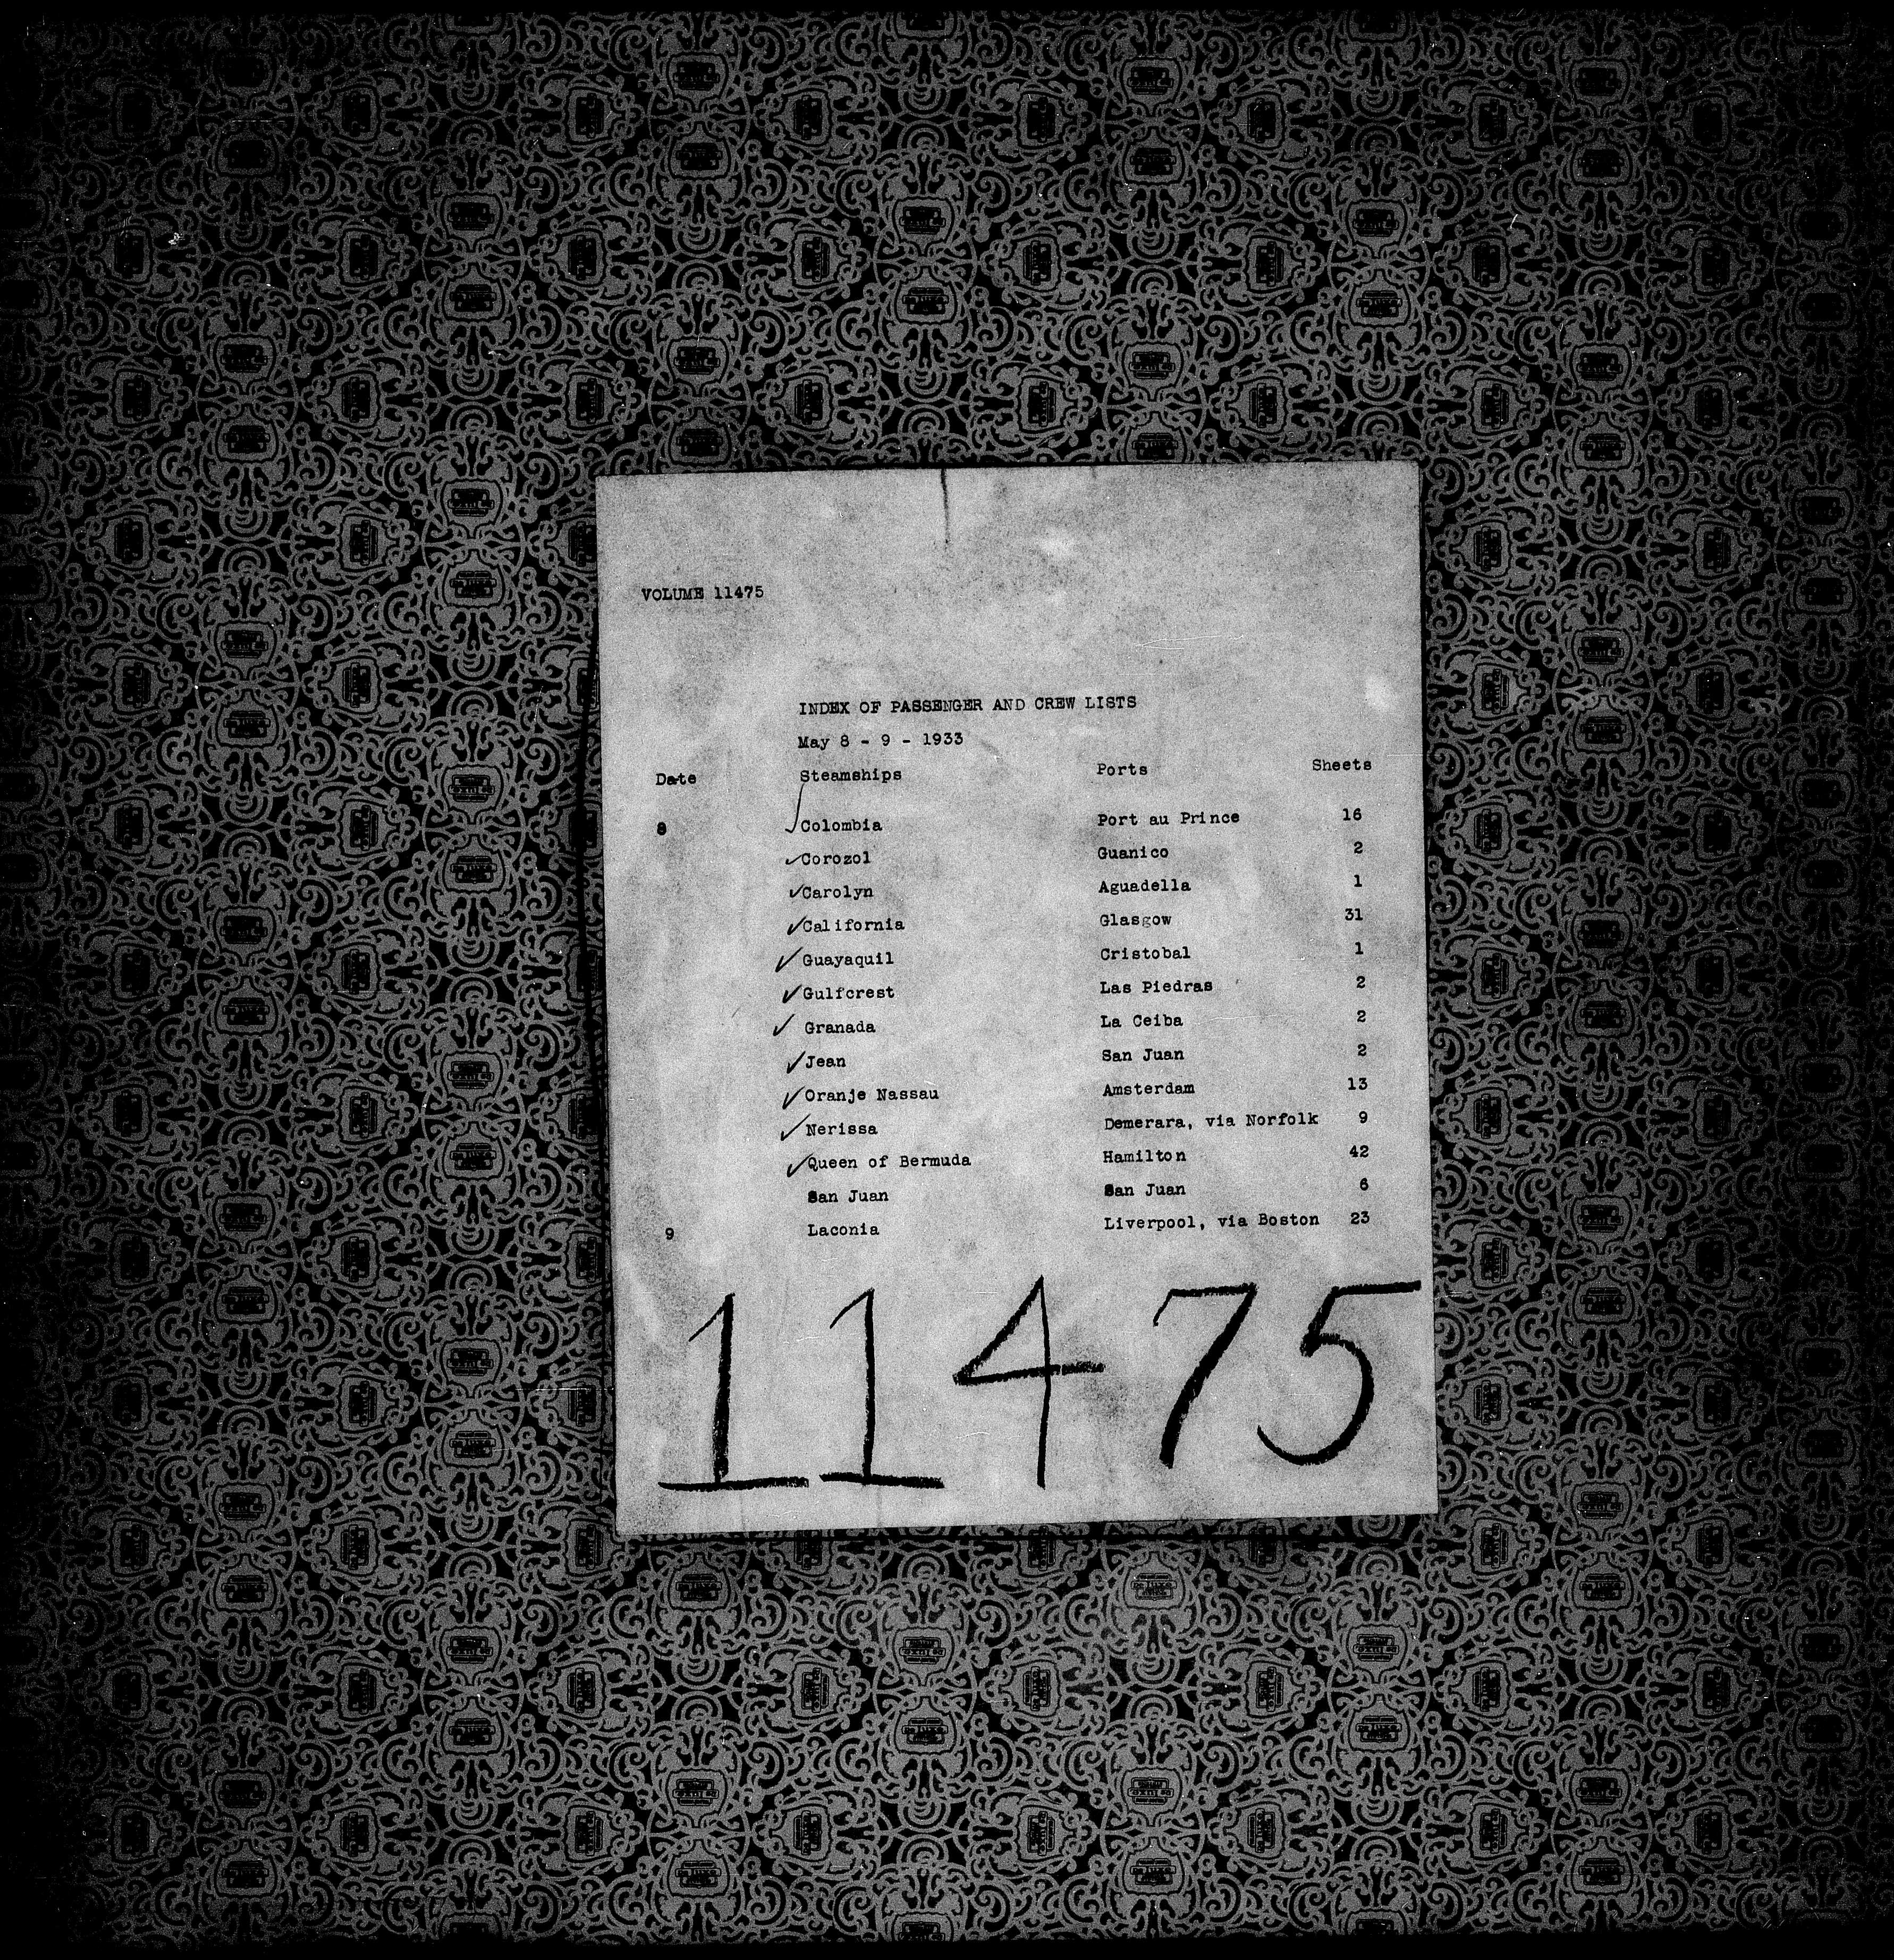 VOLUME 11475
INDEX OF PASSENGER AND CREW LISTS
May 8 - 9 - 1933
Date Steamships Ports Sheets
8 Colombia Port au Prince 16
Corozol Guanico 2
Carolyn Aguadella 1
California Glasgow 31
Guayaquil Cristobal 1
Gulfcrest Las Piedras 2
Granada La Ceiba 2
Jean San Juan 2
Oranje Nassau Amsterdam 13
Nerissa Demerara, via Norfolk 9
Queen of Bermuda Hamilton 42
San Juan San Juan 6
9 Laconia Liverpool, via Boston 23
11475